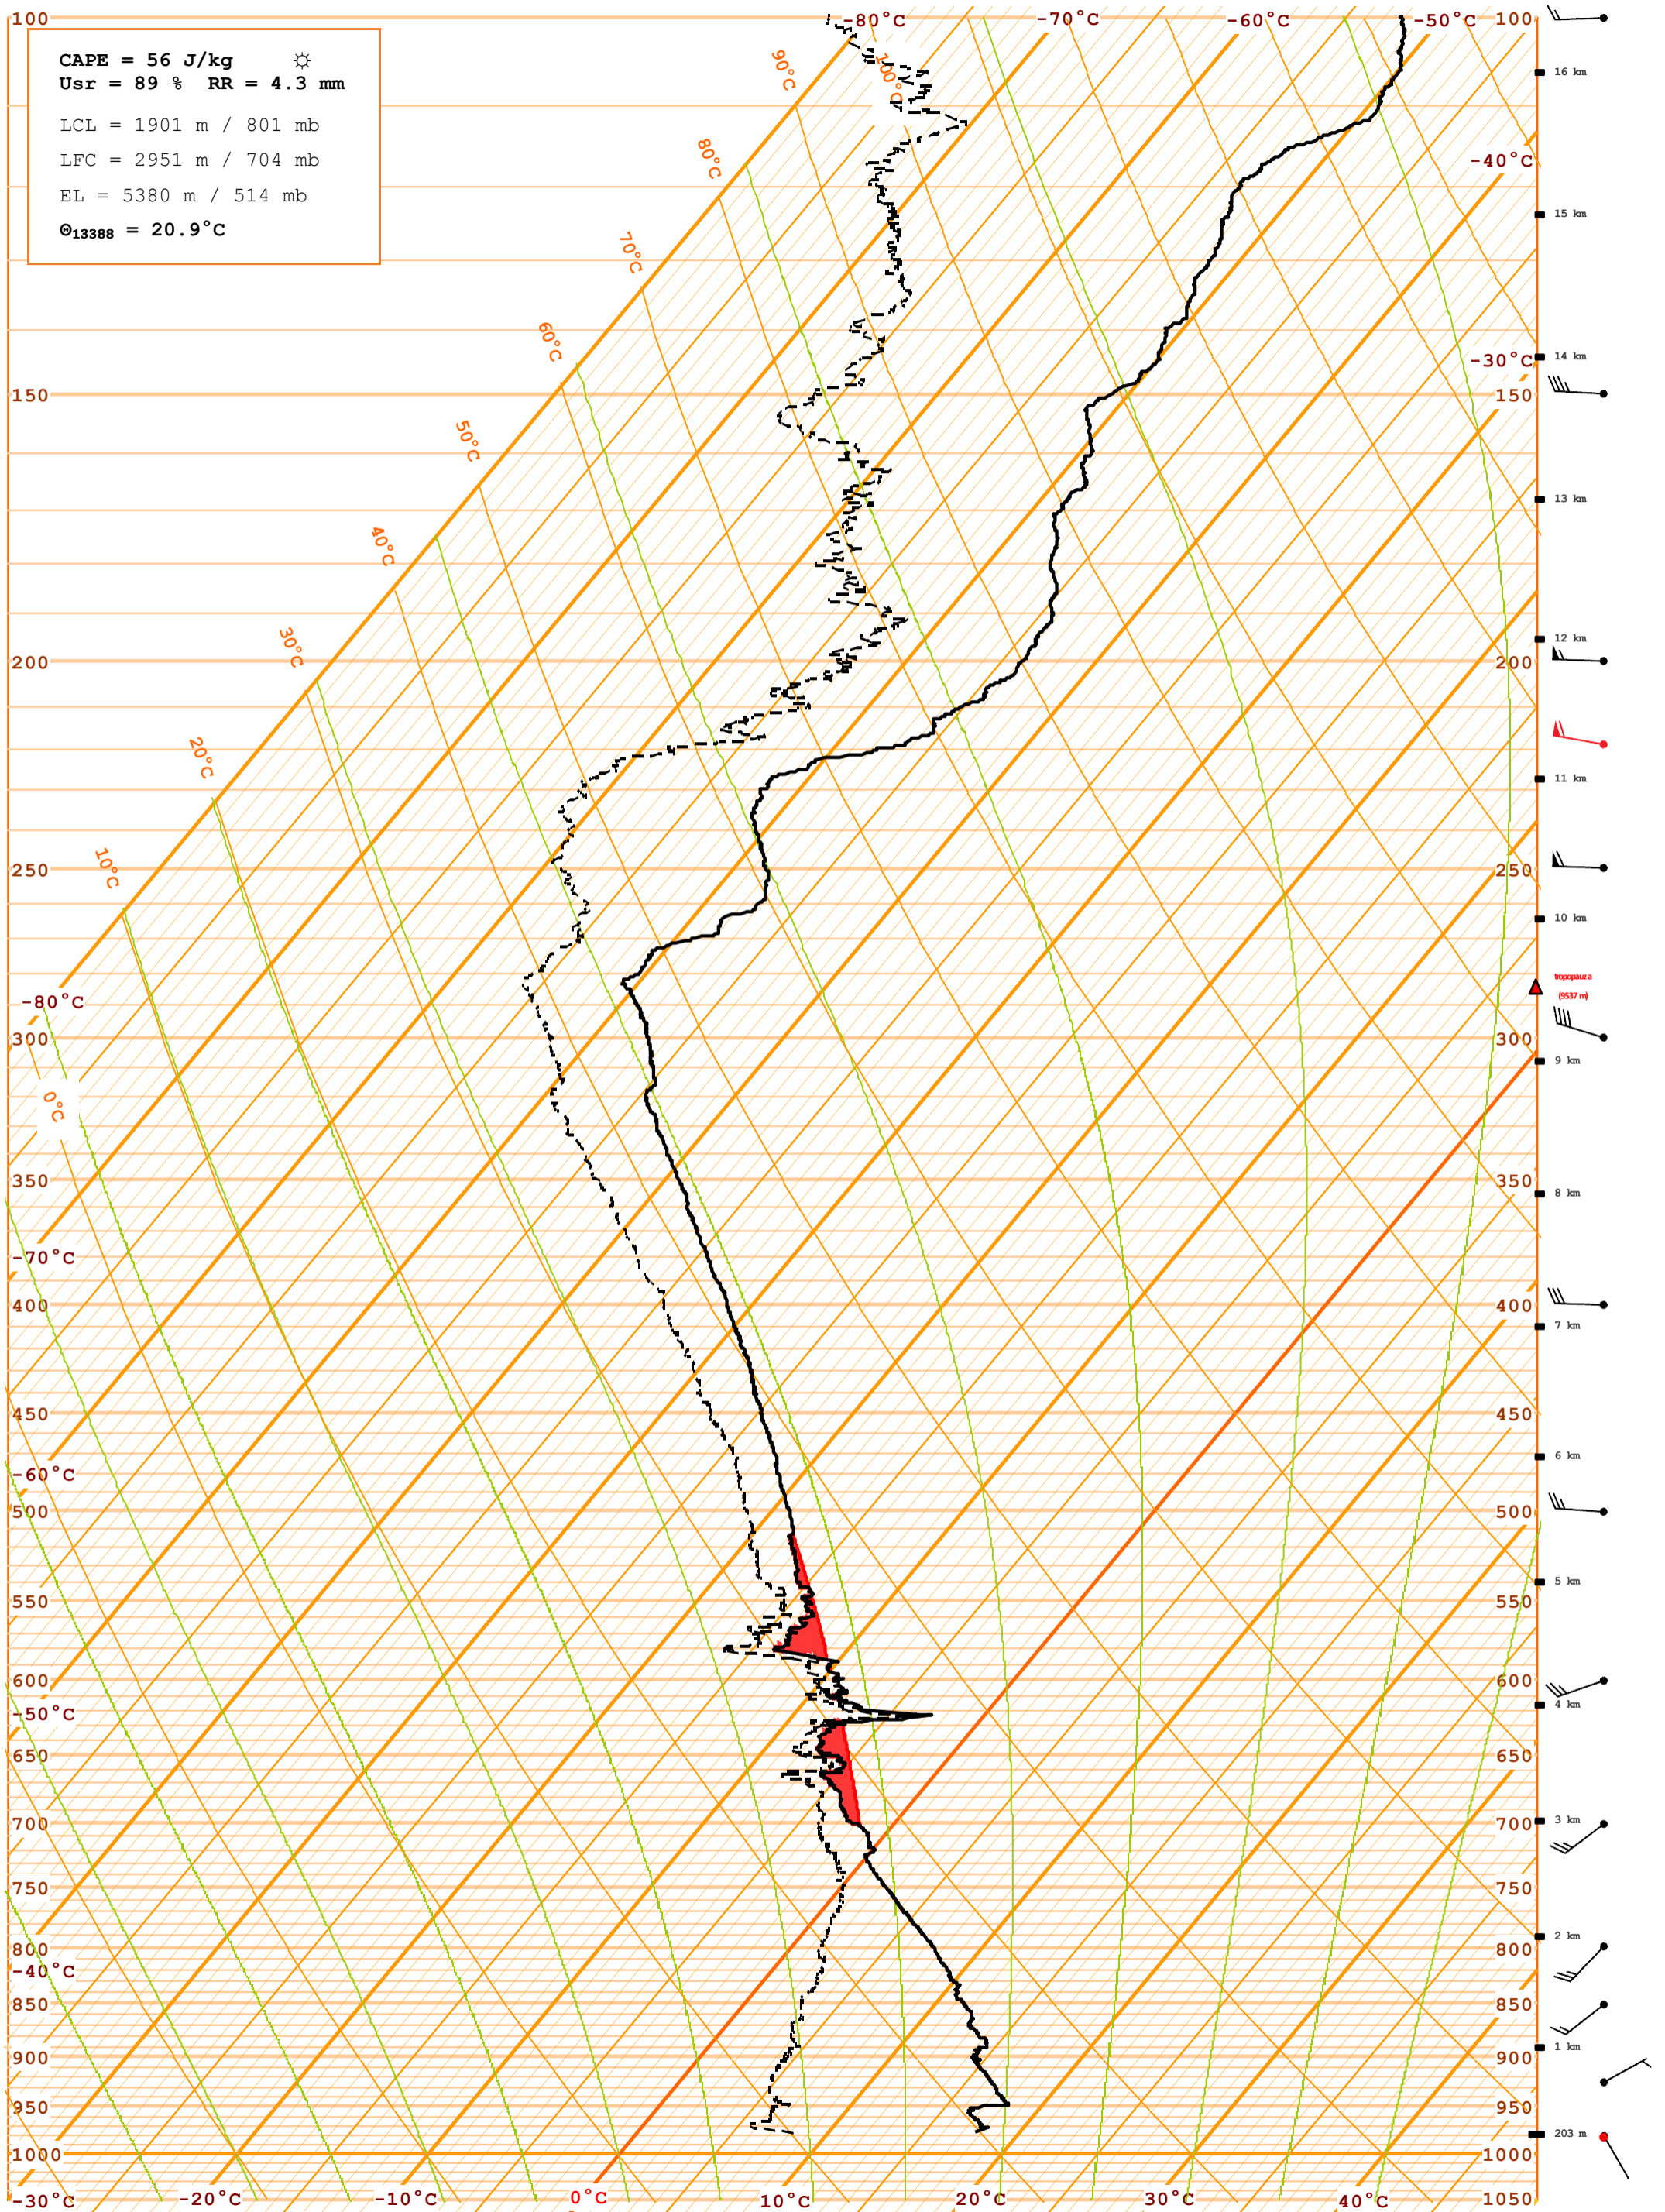 100 -80°C -70°C -60°C -50°C 100
CAPE = 56 J/kg ☼
Usr = 89 % RR = 4.3 mm
LCL = 1901 m / 801 mb
LFC = 2951 m / 704 mb
EL = 5380 m / 514 mb
Θ13388 = 20.9°C
90°C 100°C
16 km
80°C -40°C
15 km
70°C
60°C
14 km
-30°C
150 150
50°C
13 km
40°C
30°C
12 km
200 200
20°C
11 km
10°C
250 250
10 km
tropopauza
(9537 m)
-80°C
300 300
9 km
0°C
350 350
8 km
-70°C
400 400
7 km
450 450
6 km
-60°C
500 500
5 km
550 550
600 600
4 km
-50°C
650 650
700 700
3 km
750 750
2 km
800 800
-40°C
850 850
1 km
900 900
950 950
203 m
1000 1000
-30°C -20°C -10°C 0°C 10°C 20°C 30°C 40°C 1050